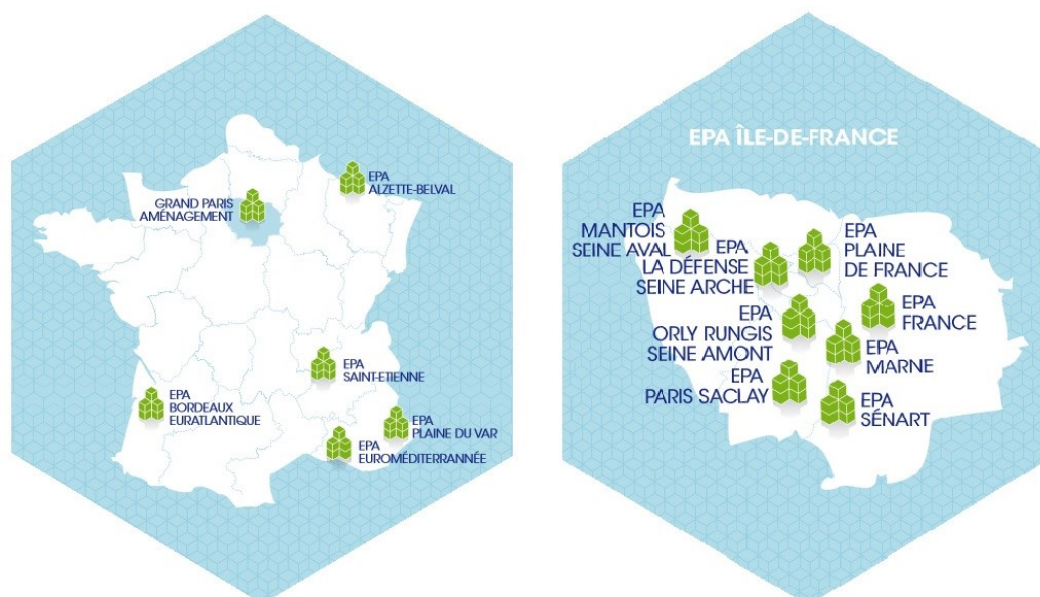 EPA
ALZETTE-BELVAL
GRAND PARIS
AMÉNAGEMENT
EPA
SAINT-ETIENNE
EPA
BORDEAUX
EURATLANTIQUE
EPA
PLAINE DU VAR
EPA
EUROMÉDITERRANNÉE
EPA ÎLE-DE-FRANCE
EPA
MANTOIS
SEINE AVAL
EPA
LA DÉFENSE
SEINE ARCHE
EPA
PLAINE
DE FRANCE
EPA
FRANCE
EPA
ORLY RUNGIS
SEINE AMONT
EPA
MARNE
EPA
PARIS SACLAY
EPA
SÉNART